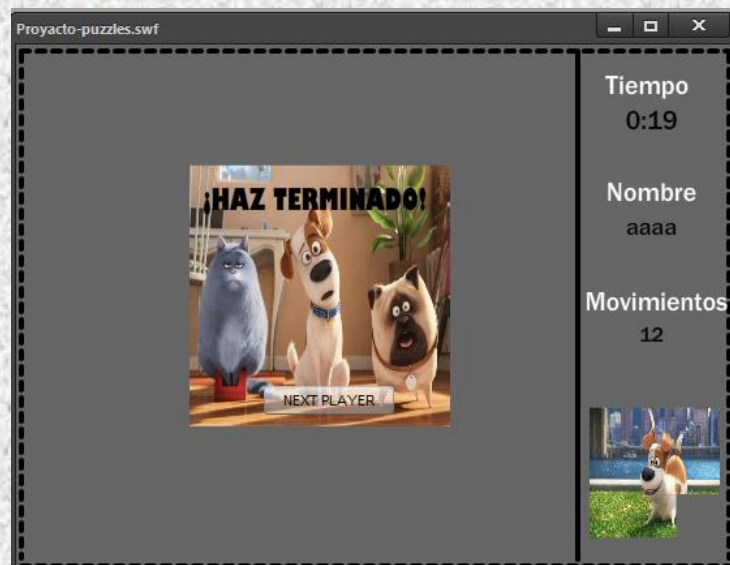 Proyacto-puzzles.swf
¡HAZ TERMINADO!
NEXT PLAYER
Tiempo
0:19
Nombre
aaaa
Movimientos
12